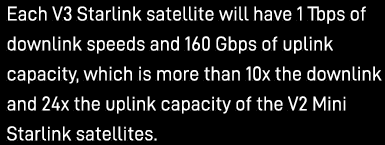 Each V3 Starlink satellite will have 1 Tbps of
downlink speeds and 160 Gbps of uplink
capacity, which is more than 10x the downlink
and 24x the uplink capacity of the V2 Mini
Starlink satellites.